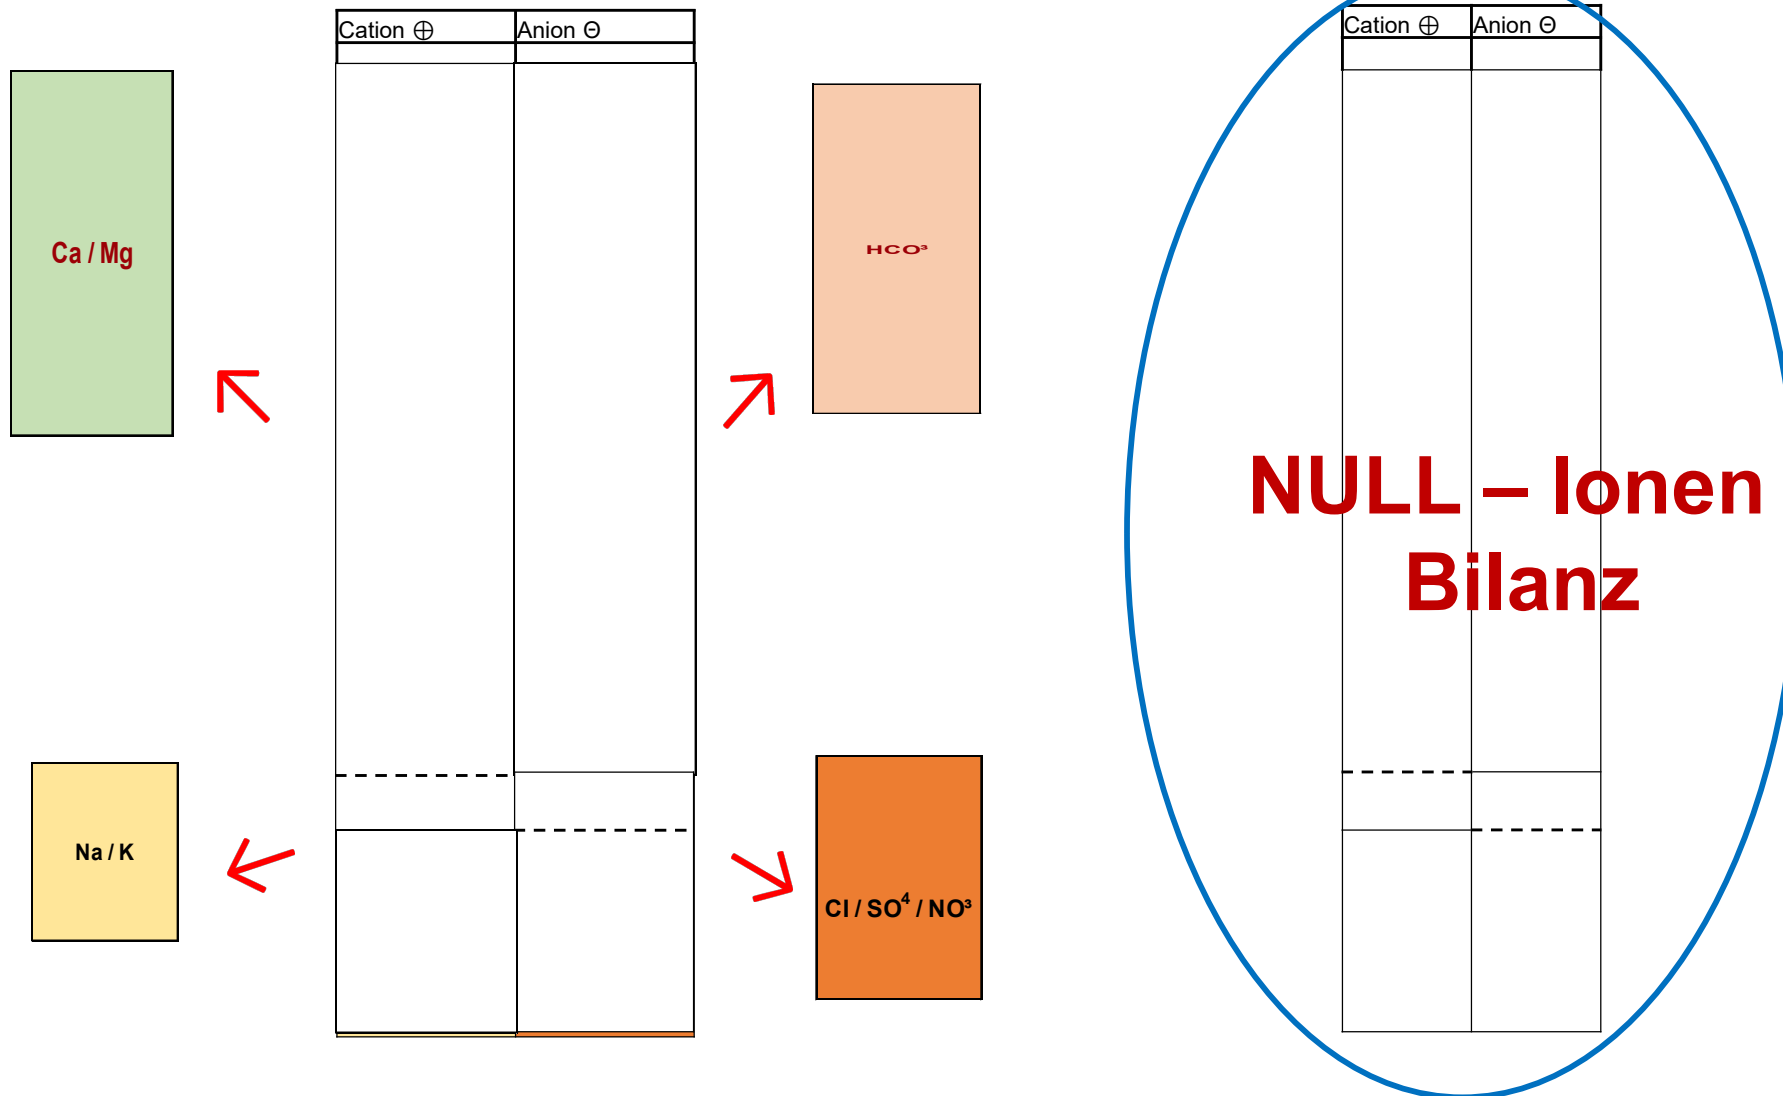 Cation ⊕ Anion Θ
Cation ⊕ Anion Θ
Ca / Mg
HCO³
NULL – Ionen
Bilanz
Na / K
Cl / SO⁴ / NO³